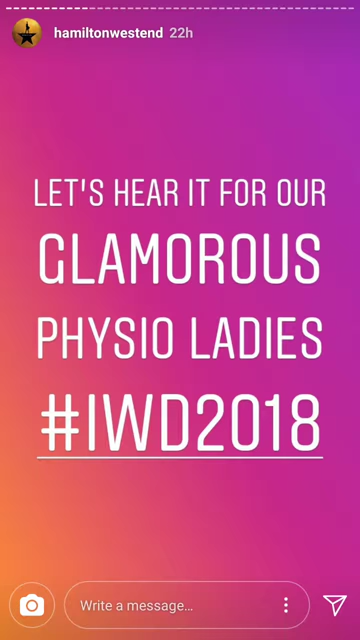 hamiltonwestend 22h
LET'S HEAR IT FOR OUR
GLAMOROUS
PHYSIO LADIES
#IWD2018
Write a message...